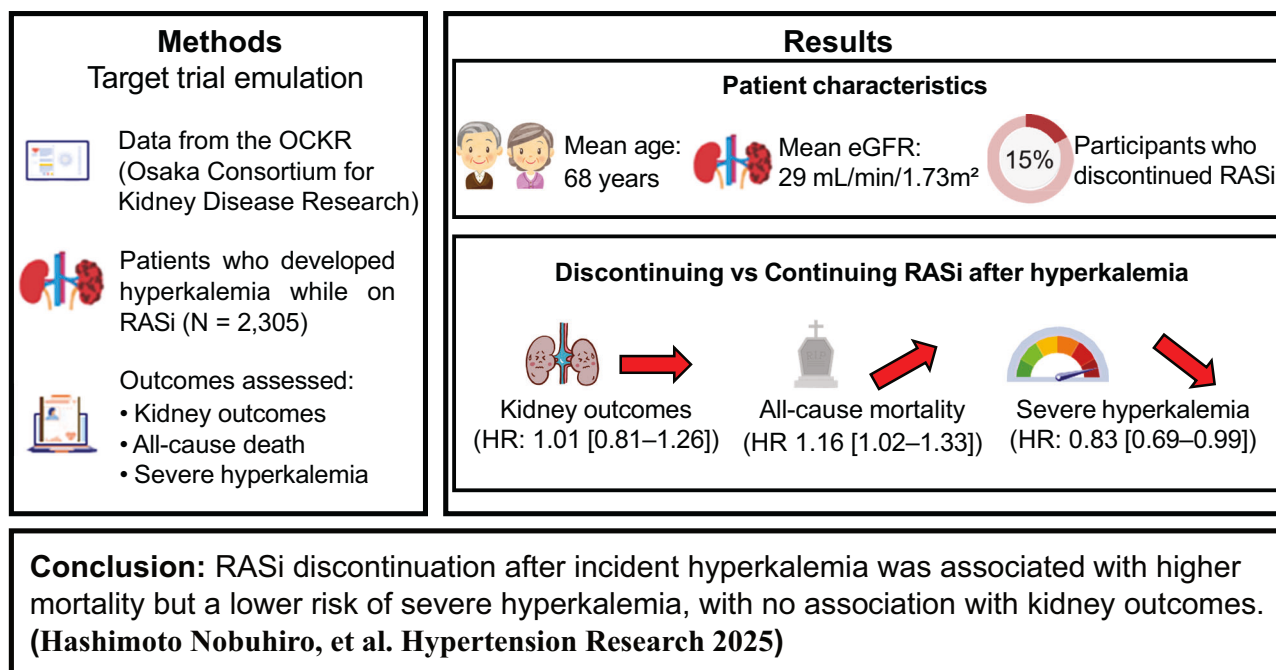 Methods
Target trial emulation
Data from the OCKR
(Osaka Consortium for
Kidney Disease Research)
Patients who developed
hyperkalemia while on
RASi (N = 2,305)
Outcomes assessed:
• Kidney outcomes
• All-cause death
• Severe hyperkalemia
Results
Patient characteristics
Mean age:
68 years
Mean eGFR:
29 mL/min/1.73m²
15%
Participants who
discontinued RASi
Discontinuing vs Continuing RASi after hyperkalemia
Kidney outcomes
(HR: 1.01 [0.81–1.26])
RIP
All-cause mortality
(HR 1.16 [1.02–1.33])
Severe hyperkalemia
(HR: 0.83 [0.69–0.99])
Conclusion: RASi discontinuation after incident hyperkalemia was associated with higher
mortality but a lower risk of severe hyperkalemia, with no association with kidney outcomes.
(Hashimoto Nobuhiro, et al. Hypertension Research 2025)